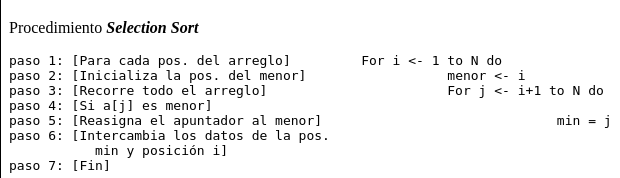 Procedimiento Selection Sort
paso 1: [Para cada pos. del arreglo] For i <- 1 to N do
paso 2: [Inicializa la pos. del menor] menor <- i
paso 3: [Recorre todo el arreglo] For j <- i+1 to N do
paso 4: [Si a[j] es menor]
paso 5: [Reasigna el apuntador al menor] min = j
paso 6: [Intercambia los datos de la pos.
min y posición i]
paso 7: [Fin]